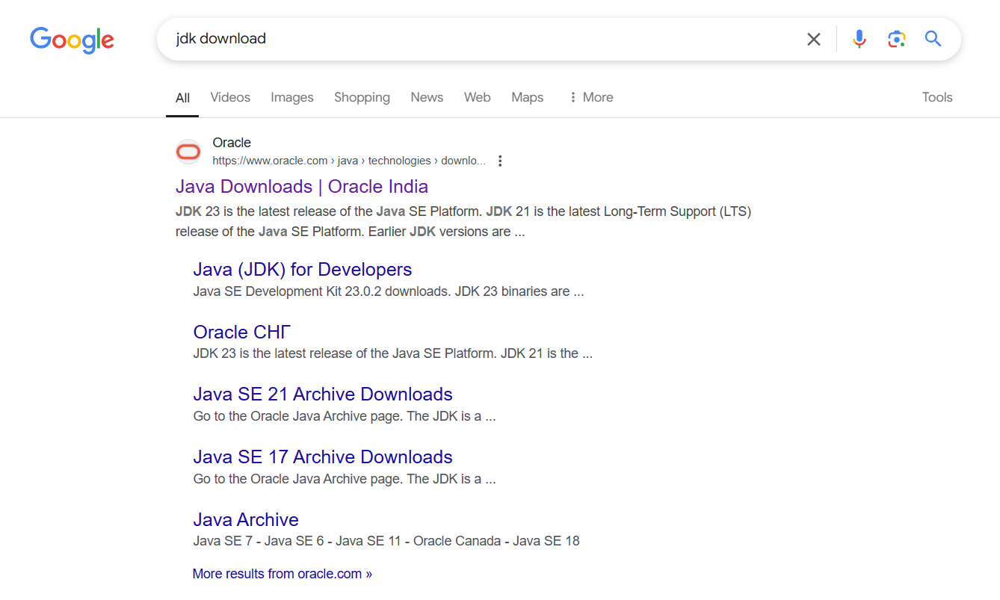 Google
jdk download
All Videos Images Shopping News Web Maps More Tools
Oracle
https://www.oracle.com › java › technologies › downlo...
Java Downloads | Oracle India
JDK 23 is the latest release of the Java SE Platform. JDK 21 is the latest Long-Term Support (LTS)
release of the Java SE Platform. Earlier JDK versions are ...
Java (JDK) for Developers
Java SE Development Kit 23.0.2 downloads. JDK 23 binaries are ...
Oracle СНГ
JDK 23 is the latest release of the Java SE Platform. JDK 21 is the ...
Java SE 21 Archive Downloads
Go to the Oracle Java Archive page. The JDK is a ...
Java SE 17 Archive Downloads
Go to the Oracle Java Archive page. The JDK is a ...
Java Archive
Java SE 7 - Java SE 6 - Java SE 11 - Oracle Canada - Java SE 18
More results from oracle.com »